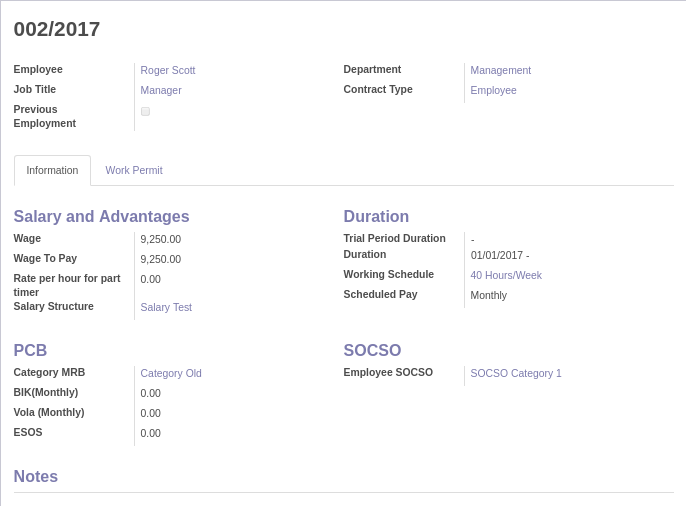 002/2017
Employee Roger Scott Department Management
Job Title Manager Contract Type Employee
Previous
Employment
Information Work Permit
Salary and Advantages Duration
Wage 9,250.00 Trial Period Duration -
Wage To Pay 9,250.00 Duration 01/01/2017 -
Rate per hour for part 0.00 Working Schedule 40 Hours/Week
timer Scheduled Pay Monthly
Salary Structure Salary Test
PCB SOCSO
Category MRB Category Old Employee SOCSO SOCSO Category 1
BIK(Monthly) 0.00
Vola (Monthly) 0.00
ESOS 0.00
Notes